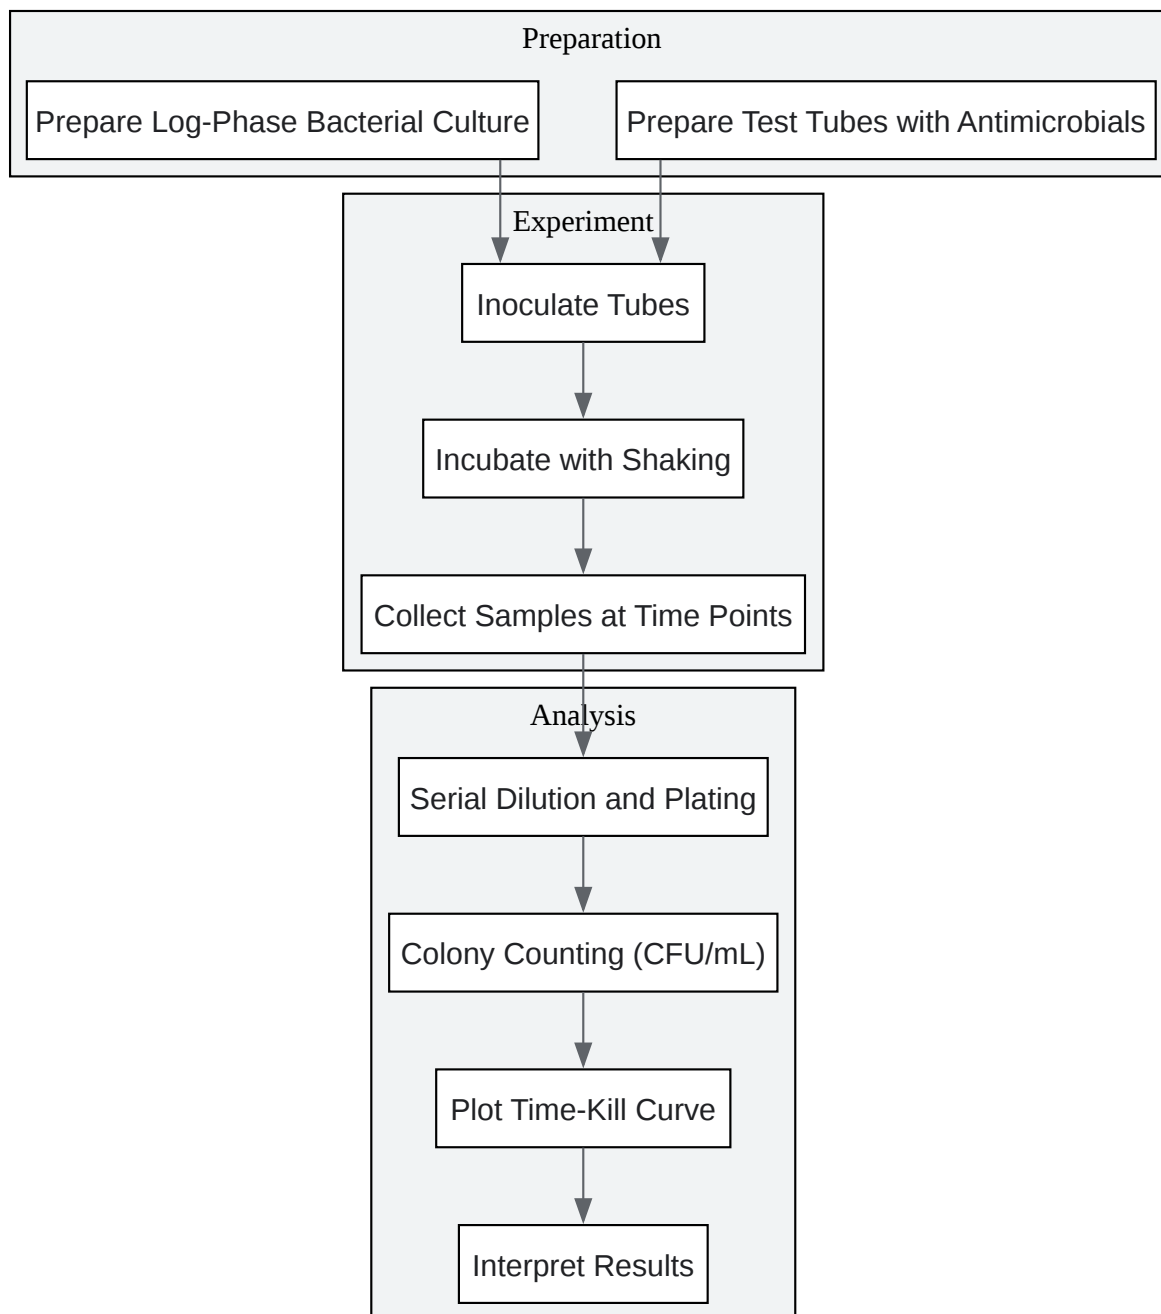 Preparation
Prepare Log-Phase Bacterial Culture
Prepare Test Tubes with Antimicrobials
Experiment
Inoculate Tubes
Incubate with Shaking
Collect Samples at Time Points
Analysis
Serial Dilution and Plating
Colony Counting (CFU/mL)
Plot Time-Kill Curve
Interpret Results